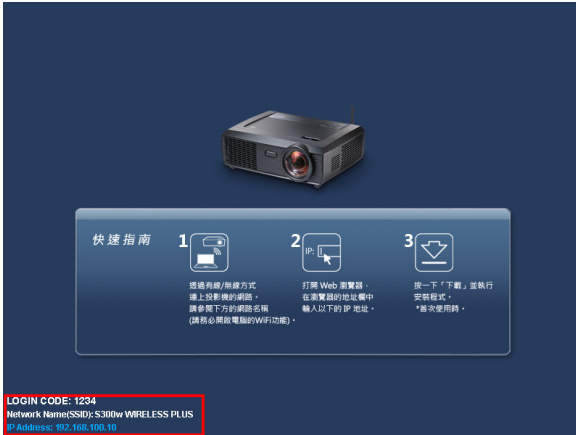 快速指南
1
透過有線/無線方式
連上投影機的網路。
請參閱下方的網路名稱
(請務必開啟電腦的WiFi功能)。
2
IP:
打開 Web 瀏覽器，
在瀏覽器的地址欄中
輸入以下的 IP 地址。
3
按一下「下載」並執行
安裝程式。
*首次使用時。
LOGIN CODE: 1234
Network Name(SSID): S300w WIRELESS PLUS
IP Address: 192.168.100.10